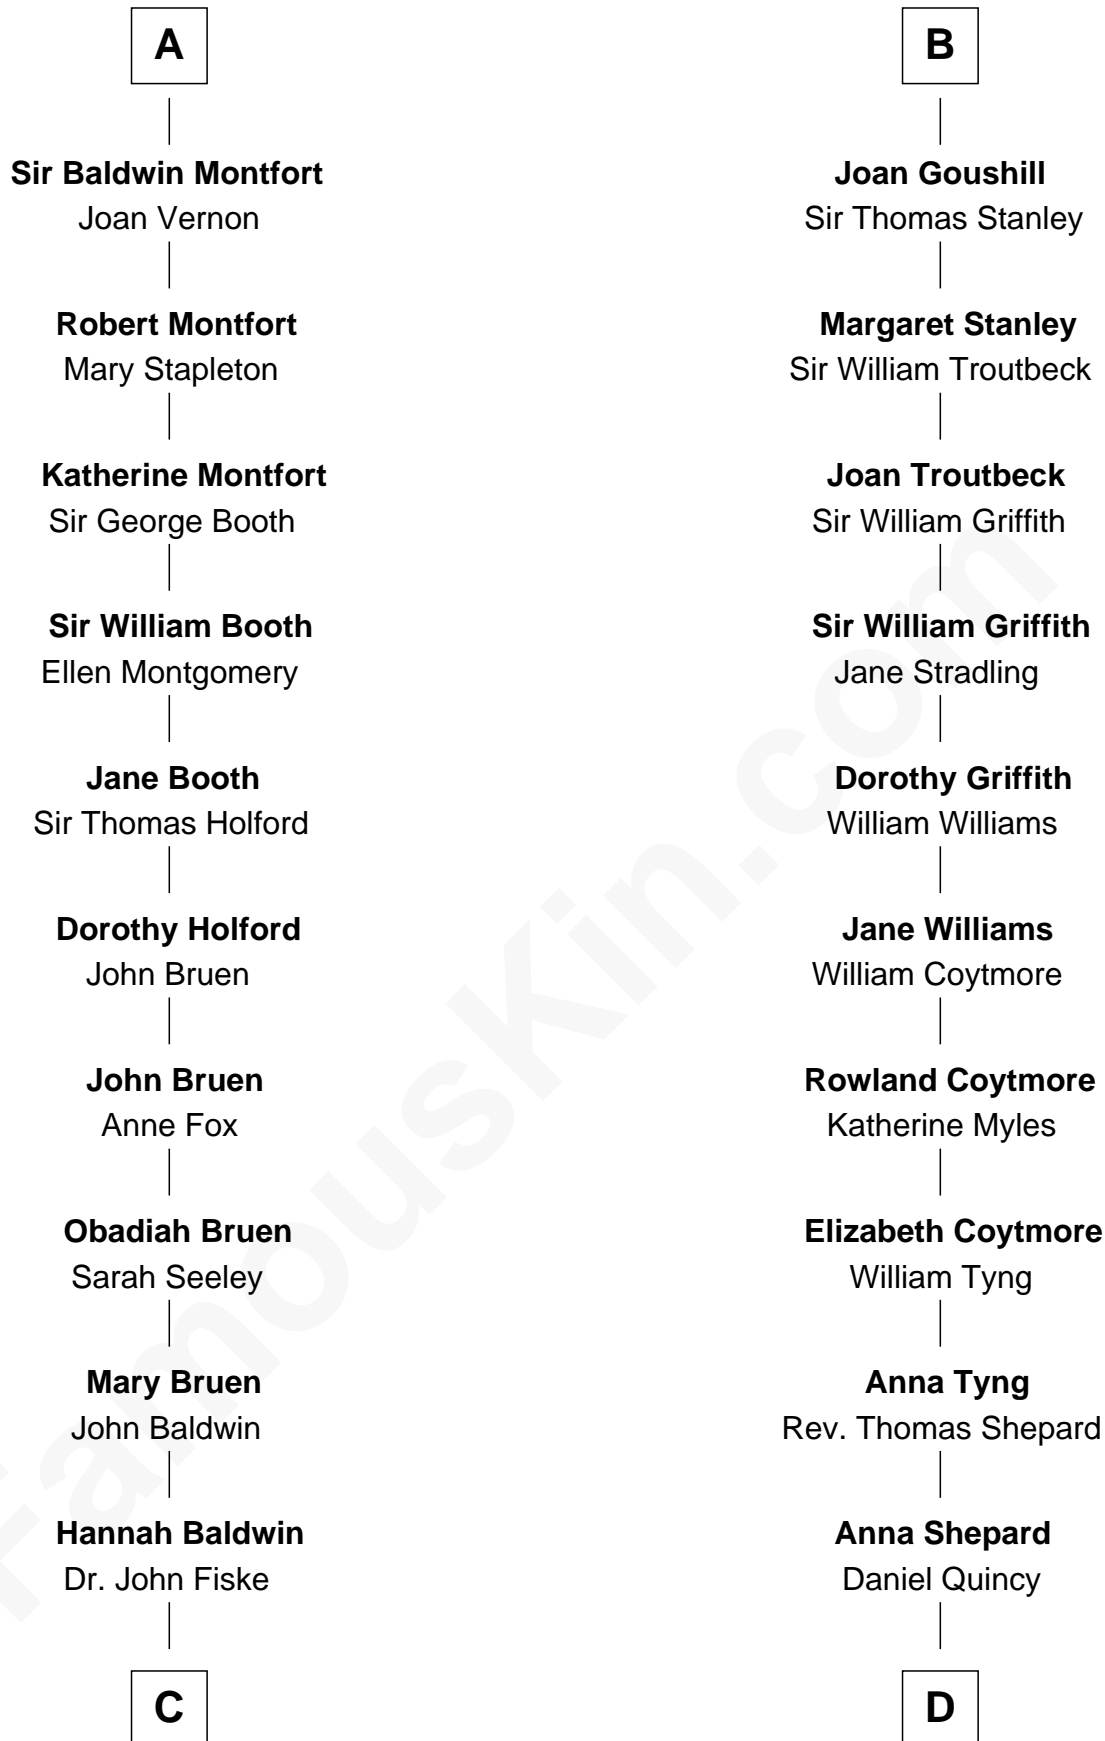 A
Sir Baldwin Montfort
Joan Vernon
Robert Montfort
Mary Stapleton
Katherine Montfort
Sir George Booth
Sir William Booth
Ellen Montgomery
Jane Booth
Sir Thomas Holford
Dorothy Holford
John Bruen
John Bruen
Anne Fox
Obadiah Bruen
Sarah Seeley
Mary Bruen
John Baldwin
Hannah Baldwin
Dr. John Fiske
C
B
Joan Goushill
Sir Thomas Stanley
Margaret Stanley
Sir William Troutbeck
Joan Troutbeck
Sir William Griffith
Sir William Griffith
Jane Stradling
Dorothy Griffith
William Williams
Jane Williams
William Coytmore
Rowland Coytmore
Katherine Myles
Elizabeth Coytmore
William Tyng
Anna Tyng
Rev. Thomas Shepard
Anna Shepard
Daniel Quincy
D
FamousKin.com